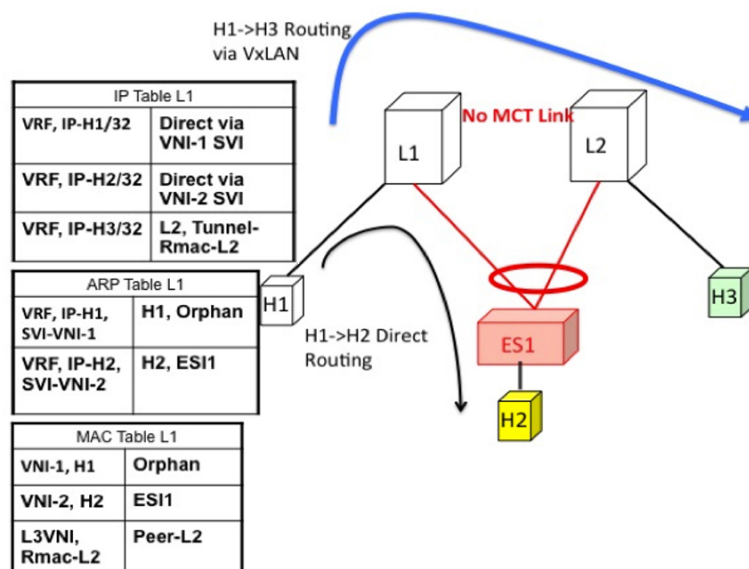 H1->H3 Routing
via VxLAN
IP Table L1
VRF, IP-H1/32
Direct via
VNI-1 SVI
VRF, IP-H2/32
Direct via
VNI-2 SVI
VRF, IP-H3/32
L2, Tunnel-
Rmac-L2
No MCT Link
L1
L2
ARP Table L1
VRF, IP-H1,
SVI-VNI-1
H1, Orphan
VRF, IP-H2,
SVI-VNI-2
H2, ESI1
H1
H3
H1->H2 Direct
Routing
ES1
H2
MAC Table L1
VNI-1, H1
Orphan
VNI-2, H2
ESI1
L3VNI,
Rmac-L2
Peer-L2